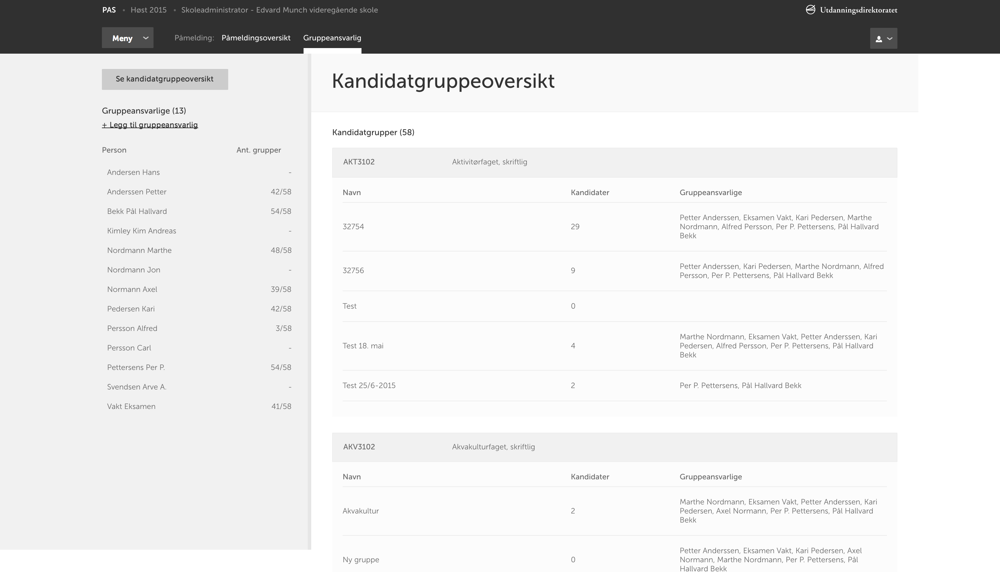 PAS • Høst 2015 • Skoleadministrator - Edvard Munch videregående skole
Utdanningsdirektoratet
Meny
Påmelding: Påmeldingsoversikt Gruppeansvarlig
Se kandidatgruppeoversikt
Gruppeansvarlige (13)
+ Legg til gruppeansvarlig
Person Ant. grupper
Andersen Hans -
Anderssen Petter 42/58
Bekk Pål Hallvard 54/58
Kimley Kim Andreas -
Nordmann Marthe 48/58
Nordmann Jon -
Normann Axel 39/58
Pedersen Kari 42/58
Persson Alfred 3/58
Persson Carl -
Pettersens Per P. 54/58
Svendsen Arve A. -
Vakt Eksamen 41/58
Kandidatgruppeoversikt
Kandidatgrupper (58)
AKT3102 Aktivitørfaget, skriftlig
Navn Kandidater Gruppeansvarlige
32754 29 Petter Anderssen, Eksamen Vakt, Kari Pedersen, Marthe
Nordmann, Alfred Persson, Per P. Pettersens, Pål Hallvard
Bekk
32756 9 Petter Anderssen, Kari Pedersen, Marthe Nordmann, Alfred
Persson, Per P. Pettersens, Pål Hallvard Bekk
Test 0
Test 18. mai 4 Marthe Nordmann, Eksamen Vakt, Petter Anderssen, Kari
Pedersen, Alfred Persson, Per P. Pettersens, Pål Hallvard
Bekk
Test 25/6-2015 2 Per P. Pettersens, Pål Hallvard Bekk
AKV3102 Akvakulturfaget, skriftlig
Navn Kandidater Gruppeansvarlige
Akvakultur 2 Marthe Nordmann, Eksamen Vakt, Petter Anderssen, Kari
Pedersen, Axel Normann, Per P. Pettersens, Pål Hallvard
Bekk
Ny gruppe 0 Petter Anderssen, Eksamen Vakt, Kari Pedersen, Axel
Normann, Marthe Nordmann, Per P. Pettersens, Pål
Hallvard Bekk